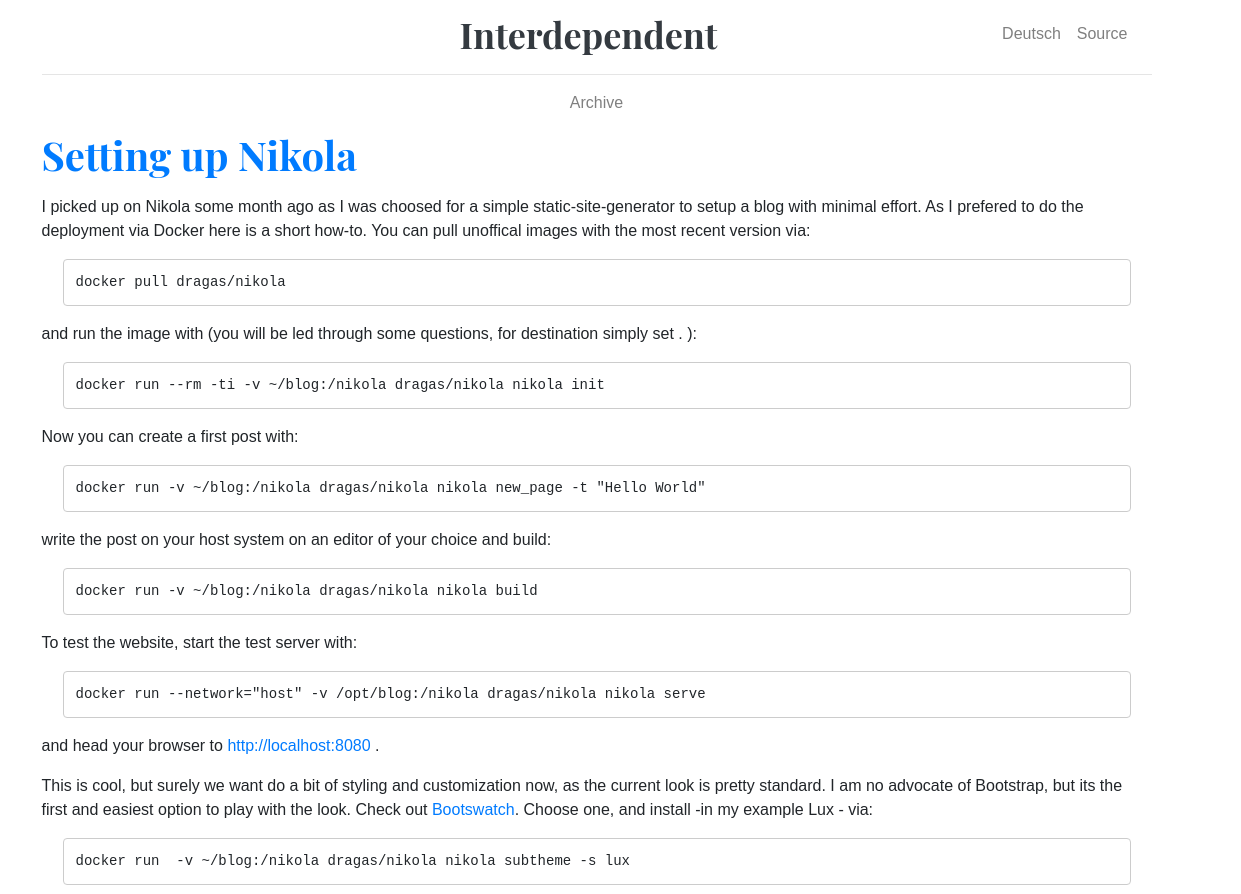 Interdependent
Deutsch Source
Archive
Setting up Nikola
I picked up on Nikola some month ago as I was choosed for a simple static-site-generator to setup a blog with minimal effort. As I prefered to do the
deployment via Docker here is a short how-to. You can pull unoffical images with the most recent version via:
docker pull dragas/nikola
and run the image with (you will be led through some questions, for destination simply set . ):
docker run --rm -ti -v ~/blog:/nikola dragas/nikola nikola init
Now you can create a first post with:
docker run -v ~/blog:/nikola dragas/nikola nikola new_page -t "Hello World"
write the post on your host system on an editor of your choice and build:
docker run -v ~/blog:/nikola dragas/nikola nikola build
To test the website, start the test server with:
docker run --network="host" -v /opt/blog:/nikola dragas/nikola nikola serve
and head your browser to http://localhost:8080 .
This is cool, but surely we want do a bit of styling and customization now, as the current look is pretty standard. I am no advocate of Bootstrap, but its the
first and easiest option to play with the look. Check out Bootswatch. Choose one, and install -in my example Lux - via:
docker run  -v ~/blog:/nikola dragas/nikola nikola subtheme -s lux